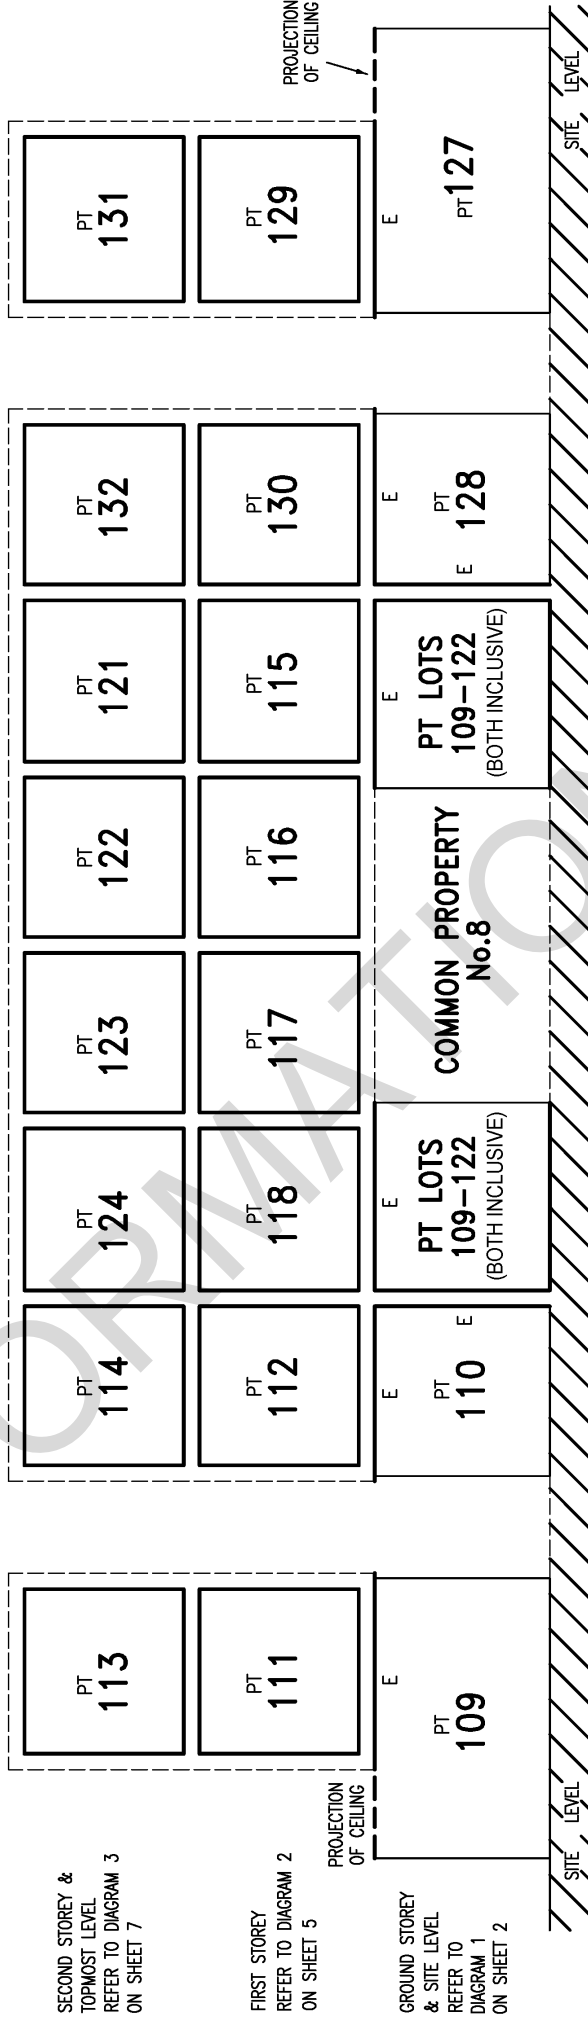 SECOND STOREY &
TOPMOST LEVEL
REFER TO DIAGRAM 3
ON SHEET 7
PT
113
PT
114
PT
124
PT
123
PT
122
PT
121
PT
132
PT
131
FIRST STOREY
REFER TO DIAGRAM 2
ON SHEET 5
PT
111
PT
112
PT
118
PT
117
PT
116
PT
115
PT
130
PT
129
PROJECTION
OF CEILING
PROJECTION
OF CEILING
GROUND STOREY
& SITE LEVEL
REFER TO
DIAGRAM 1
ON SHEET 2
E
PT
109
E
PT
110
E
E
PT LOTS
109-122
(BOTH INCLUSIVE)
COMMON PROPERTY
No.8
E
PT LOTS
109-122
(BOTH INCLUSIVE)
E
E
PT
128
E
PT 127
SITE LEVEL
SITE LEVEL
ORMATIO